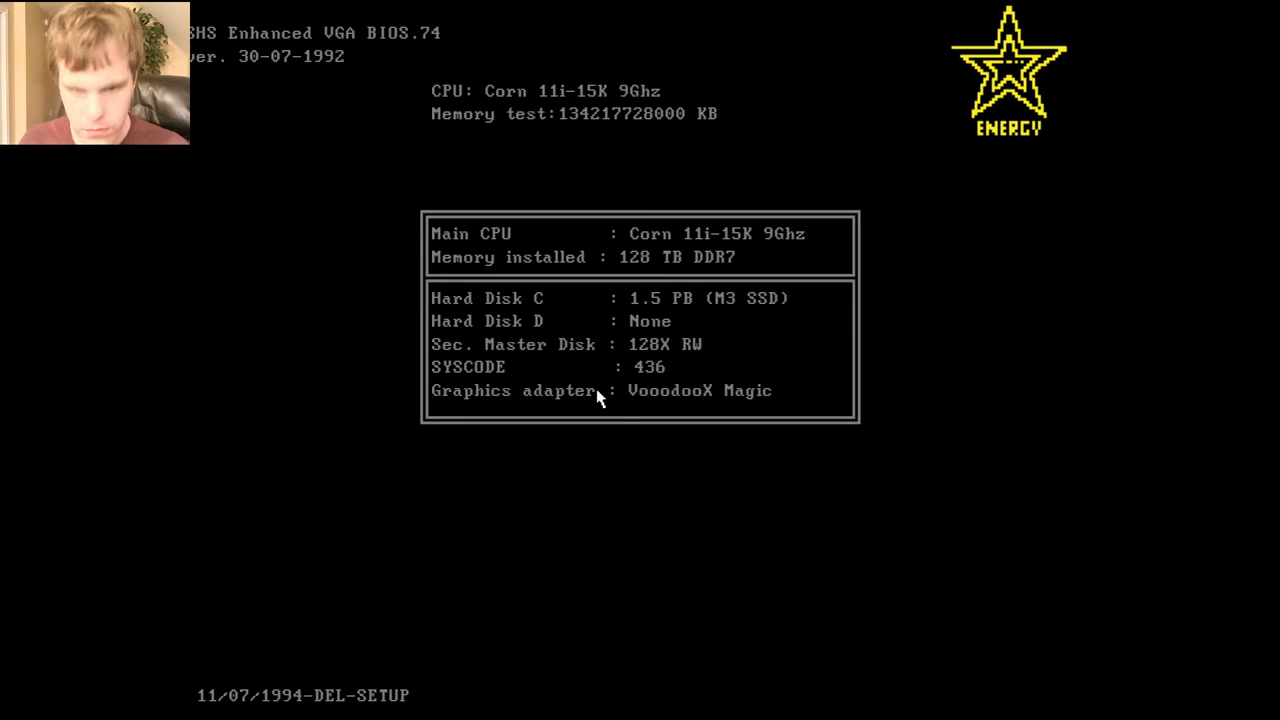 SHS Enhanced VGA BIOS.74
ver. 30-07-1992
ENERGY
CPU: Corn 11i-15K 9Ghz
Memory test:134217728000 KB
Main CPU : Corn 11i-15K 9Ghz
Memory installed : 128 TB DDR7
Hard Disk C : 1.5 PB (M3 SSD)
Hard Disk D : None
Sec. Master Disk : 128X RW
SYSCODE : 436
Graphics adapter : VooodooX Magic
11/07/1994-DEL-SETUP